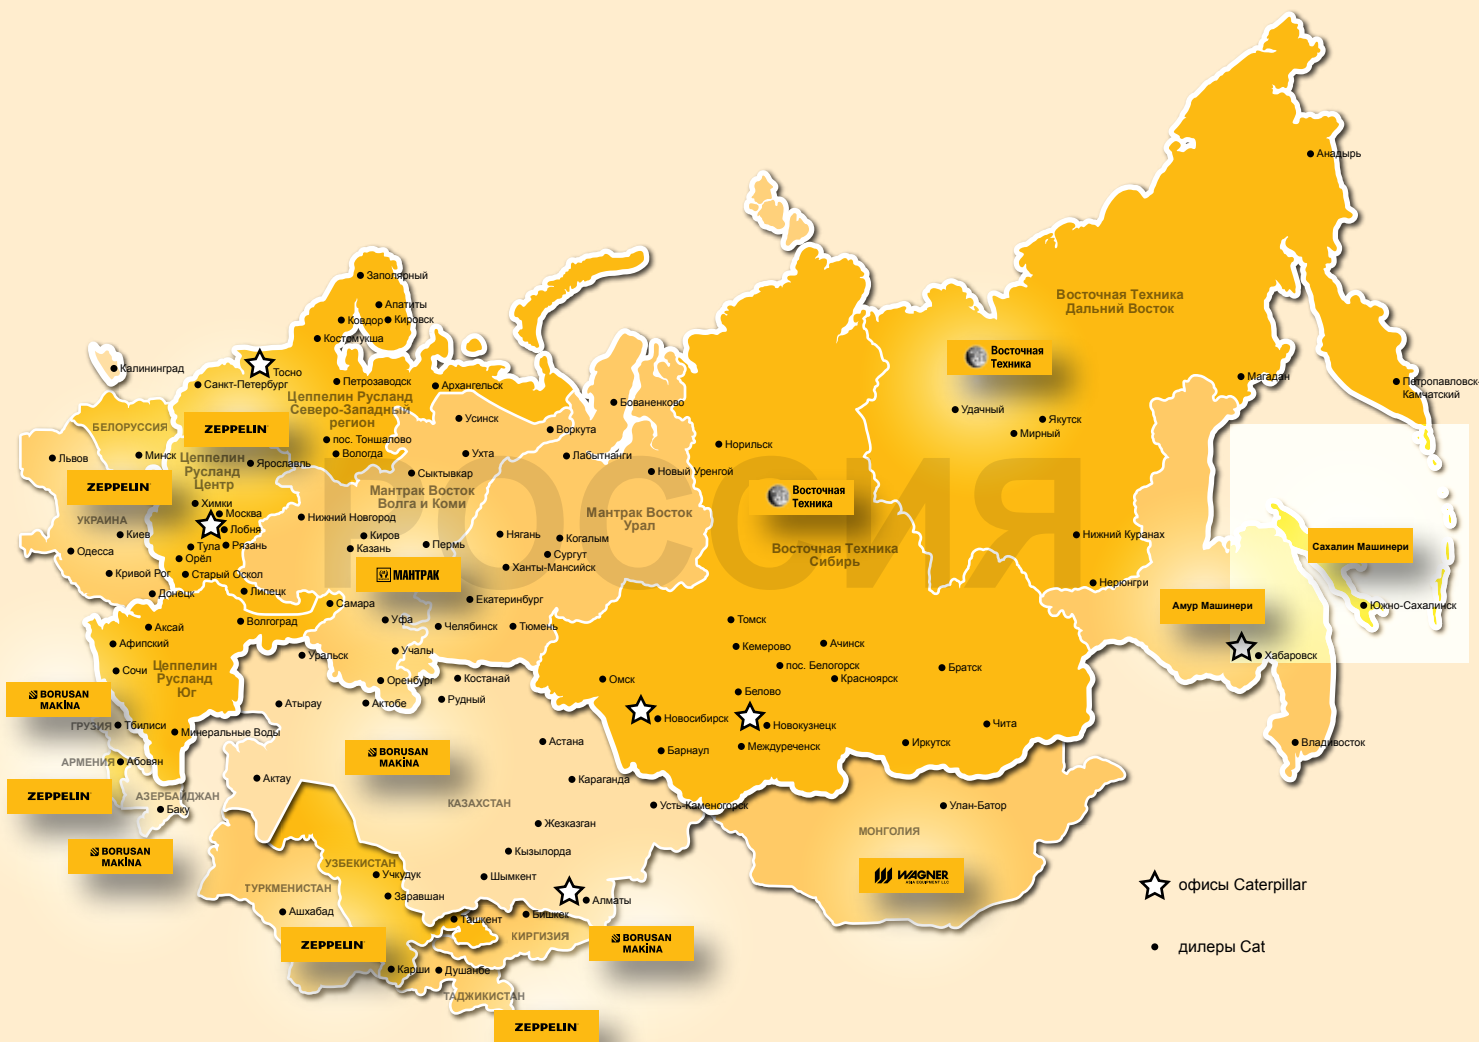 РОССИЯ
Анадырь
Заполярный
Апатиты
Ковдор
Кировск
Костомукша
Восточная Техника
Дальний Восток
Восточная
Техника
Калининград
Тосно
Санкт-Петербург
Петрозаводск
Архангельск
Магадан
Петропавловск-
Камчатский
Цеппелин Русланд
Северо-Западный
регион
Бованенково
Удачный
Якутск
Мирный
БЕЛОРУССИЯ
ZEPPELIN
Усинск
Воркута
пос. Тоншалово
Вологда
Ухта
Лабытнанги
Норильск
Львов
Минск
Цеппелин
Русланд
Центр
Ярославль
Сыктывкар
Новый Уренгой
ZEPPELIN
Мантрак Восток
Волга и Коми
Восточная
Техника
Химки
Москва
Лобня
УКРАИНА
Киев
Нижний Новгород
Мантрак Восток
Урал
Одесса
Тула
Рязань
Орёл
Киров
Казань
Пермь
Нягань
Когалым
Сургут
Ханты-Мансийск
Восточная Техника
Сибирь
Нижний Куранах
Сахалин Машинери
Кривой Рог
Старый Оскол
МАНТРАК
Нерюнгри
Донецк
Липецк
Самара
Екатеринбург
Амур Машинери
Южно-Сахалинск
Аксай
Волгоград
Уфа
Челябинск
Тюмень
Томск
Афипский
Уральск
Учалы
Кемерово
Ачинск
Хабаровск
Сочи
Цеппелин
Русланд
Юг
Оренбург
Костанай
Омск
пос. Белогорск
Красноярск
Братск
BORUSAN
MAKİNA
Атырау
Актобе
Рудный
Белово
ГРУЗИЯ
Тбилиси
Минеральные Воды
Новосибирск
Новокузнецк
Чита
Астана
Барнаул
Междуреченск
Иркутск
Владивосток
BORUSAN
MAKİNA
АРМЕНИЯ
Абовян
Актау
Караганда
ZEPPELIN
АЗЕРБАЙДЖАН
Баку
КАЗАХСТАН
Усть-Каменогорск
Улан-Батор
Жезказган
МОНГОЛИЯ
BORUSAN
MAKİNA
Кызылорда
УЗБЕКИСТАН
Учкудук
Шымкент
WAGNER
ASIA EQUIPMENT LLC
ТУРКМЕНИСТАН
Заравшан
Алматы
офисы Caterpillar
Ашхабад
Ташкент
Бишкек
КИРГИЗИЯ
ZEPPELIN
BORUSAN
MAKİNA
дилеры Cat
Карши
Душанбе
ТАДЖИКИСТАН
ZEPPELIN